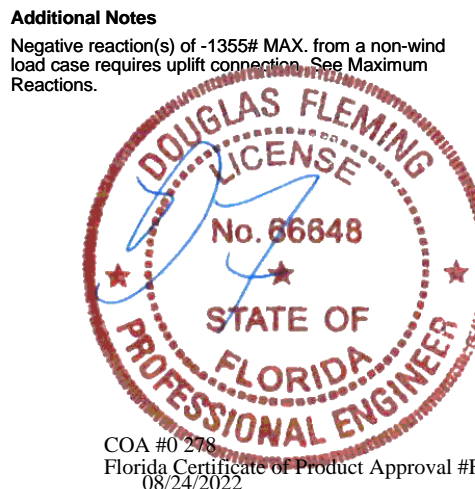 Additional Notes
Negative reaction(s) of -1355# MAX. from a non-wind
load case requires uplift connection. See Maximum
Reactions.
DOUGLAS FLEMING
LICENSE
No. 66648
STATE OF
FLORIDA
PROFESSIONAL ENGINEER
COA #0 278
Florida Certificate of Product Approval #F
08/24/2022